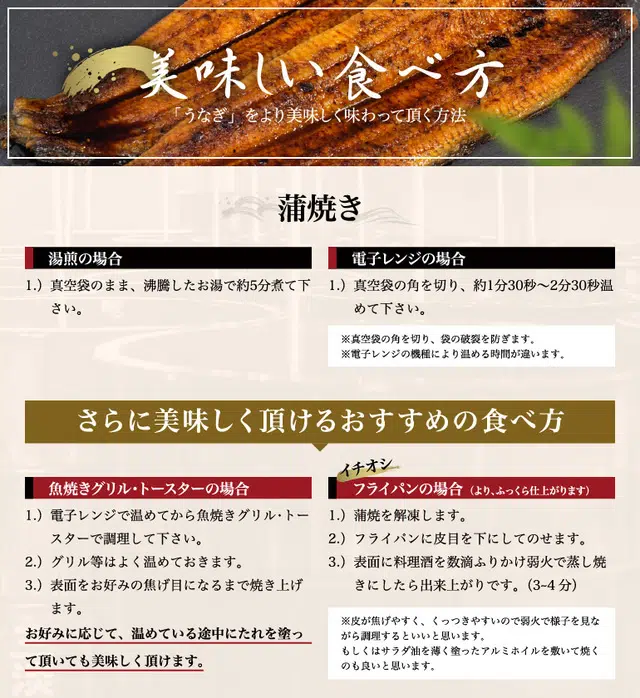 美味しい食べ方
「うなぎ」をより美味しく味わって頂く方法
蒲焼き
湯煎の場合
1.）真空袋のまま、沸騰したお湯で約5分煮て下
さい。
電子レンジの場合
1.）真空袋の角を切り、約1分30秒〜2分30秒温
めて下さい。
※真空袋の角を切り、袋の破裂を防ぎます。
※電子レンジの機種により温める時間が違います。
さらに美味しく頂けるおすすめの食べ方
魚焼きグリル･トースターの場合
1.）電子レンジで温めてから魚焼きグリル･トー
スターで調理して下さい。
2.）グリル等はよく温めておきます。
3.）表面をお好みの焦げ目になるまで焼き上げ
ます。
お好みに応じて、温めている途中にたれを塗っ
て頂いても美味しく頂けます。
イチオシ
フライパンの場合（より、ふっくら仕上がります）
1.）蒲焼を解凍します。
2.）フライパンに皮目を下にしてのせます。
3.）表面に料理酒を数滴ふりかけ弱火で蒸し焼
きにしたら出来上がりです。（3-4 分）
※皮が焦げやすく、くっつきやすいので弱火で様子を見な
がら調理するといいと思います。
もしくはサラダ油を薄く塗ったアルミホイルを敷いて焼く
のも良いと思います。